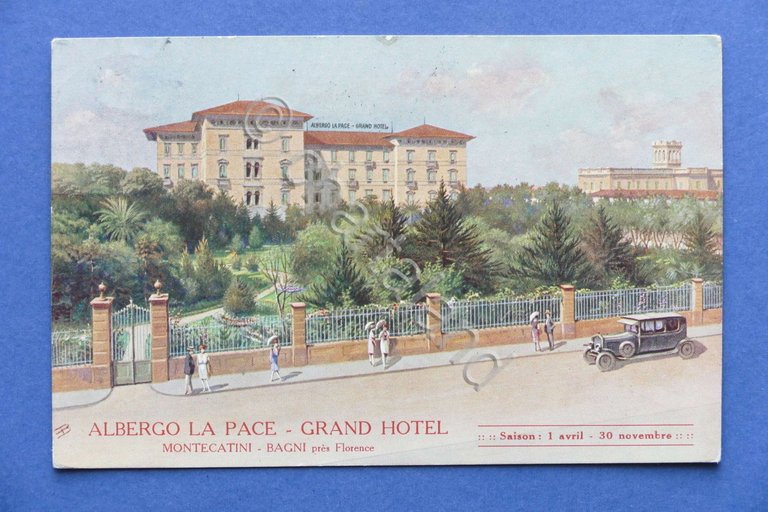 ALBERGO LA PACE - GRAND HOTEL
ALBERGO LA PACE - GRAND HOTEL
MONTECATINI - BAGNI près Florence
:: :: Saison : 1 avril - 30 novembre :: ::